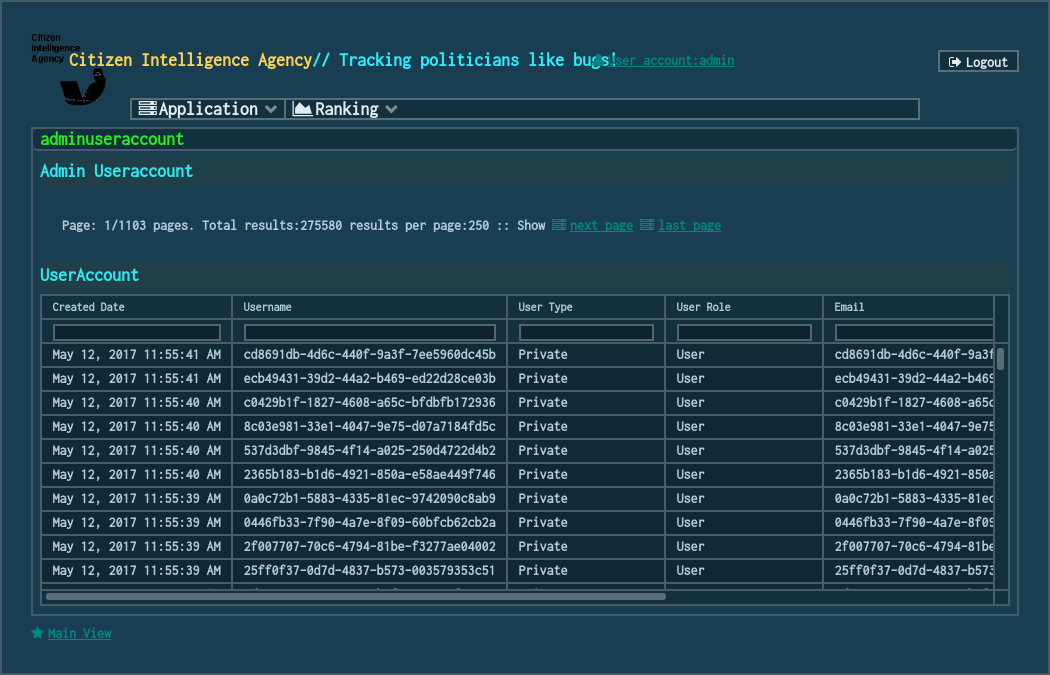 Citizen
Intelligence
Agency
Citizen Intelligence Agency// Tracking politicians like bugs!
User account:admin
Logout
Application
Ranking
adminuseraccount
Admin Useraccount
Page: 1/1103 pages. Total results:275580 results per page:250 :: Show next page last page
UserAccount
Created Date Username User Type User Role Email
May 12, 2017 11:55:41 AM cd8691db-4d6c-440f-9a3f-7ee5960dc45b Private User cd8691db-4d6c-440f-9a3f
May 12, 2017 11:55:41 AM ecb49431-39d2-44a2-b469-ed22d28ce03b Private User ecb49431-39d2-44a2-b469
May 12, 2017 11:55:40 AM c0429b1f-1827-4608-a65c-bfdbfb172936 Private User c0429b1f-1827-4608-a65c
May 12, 2017 11:55:40 AM 8c03e981-33e1-4047-9e75-d07a7184fd5c Private User 8c03e981-33e1-4047-9e75
May 12, 2017 11:55:40 AM 537d3dbf-9845-4f14-a025-250d4722d4b2 Private User 537d3dbf-9845-4f14-a025
May 12, 2017 11:55:40 AM 2365b183-b1d6-4921-850a-e58ae449f746 Private User 2365b183-b1d6-4921-850a
May 12, 2017 11:55:39 AM 0a0c72b1-5883-4335-81ec-9742090c8ab9 Private User 0a0c72b1-5883-4335-81ec
May 12, 2017 11:55:39 AM 0446fb33-7f90-4a7e-8f09-60bfcb62cb2a Private User 0446fb33-7f90-4a7e-8f09
May 12, 2017 11:55:39 AM 2f007707-70c6-4794-81be-f3277ae04002 Private User 2f007707-70c6-4794-81be
May 12, 2017 11:55:39 AM 25ff0f37-0d7d-4837-b573-003579353c51 Private User 25ff0f37-0d7d-4837-b573
Main View